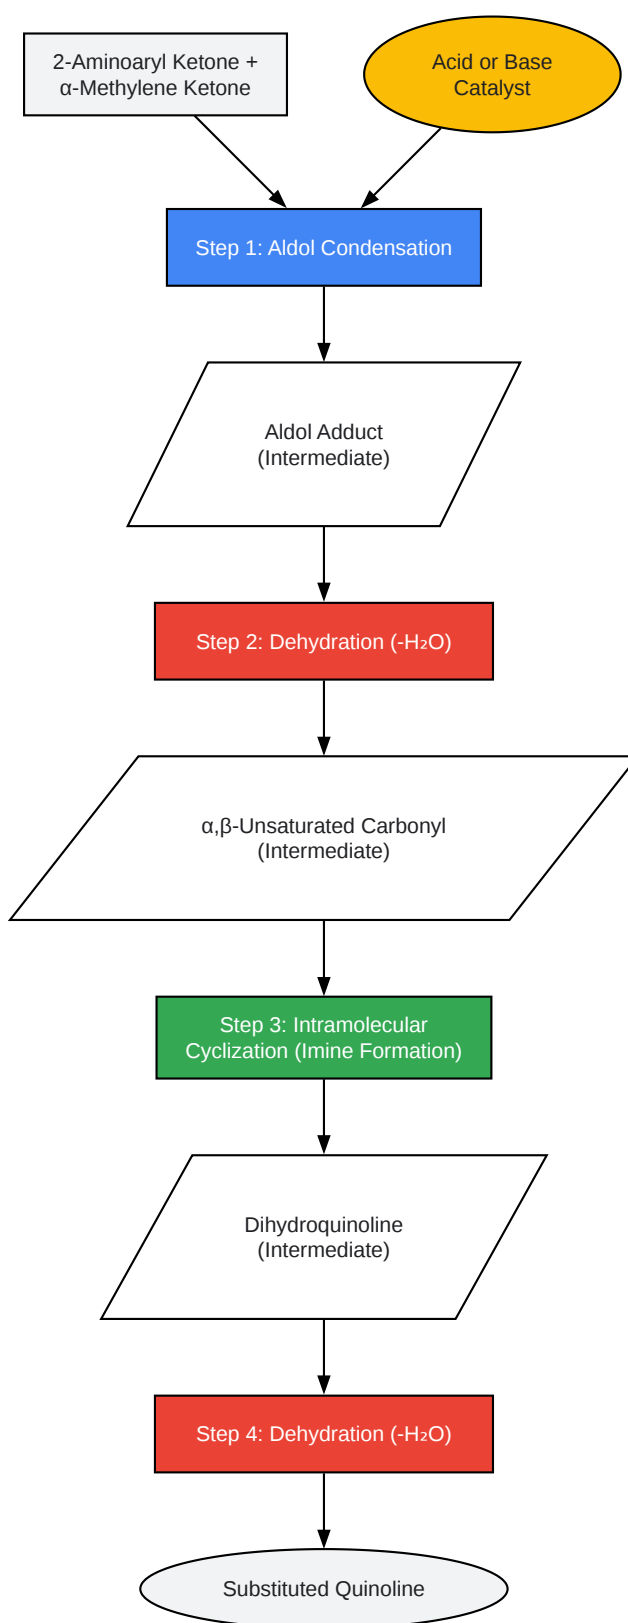 2-Aminoaryl Ketone +
α-Methylene Ketone
Acid or Base
Catalyst
Step 1: Aldol Condensation
Aldol Adduct
(Intermediate)
Step 2: Dehydration (-H₂O)
α,β-Unsaturated Carbonyl
(Intermediate)
Step 3: Intramolecular
Cyclization (Imine Formation)
Dihydroquinoline
(Intermediate)
Step 4: Dehydration (-H₂O)
Substituted Quinoline